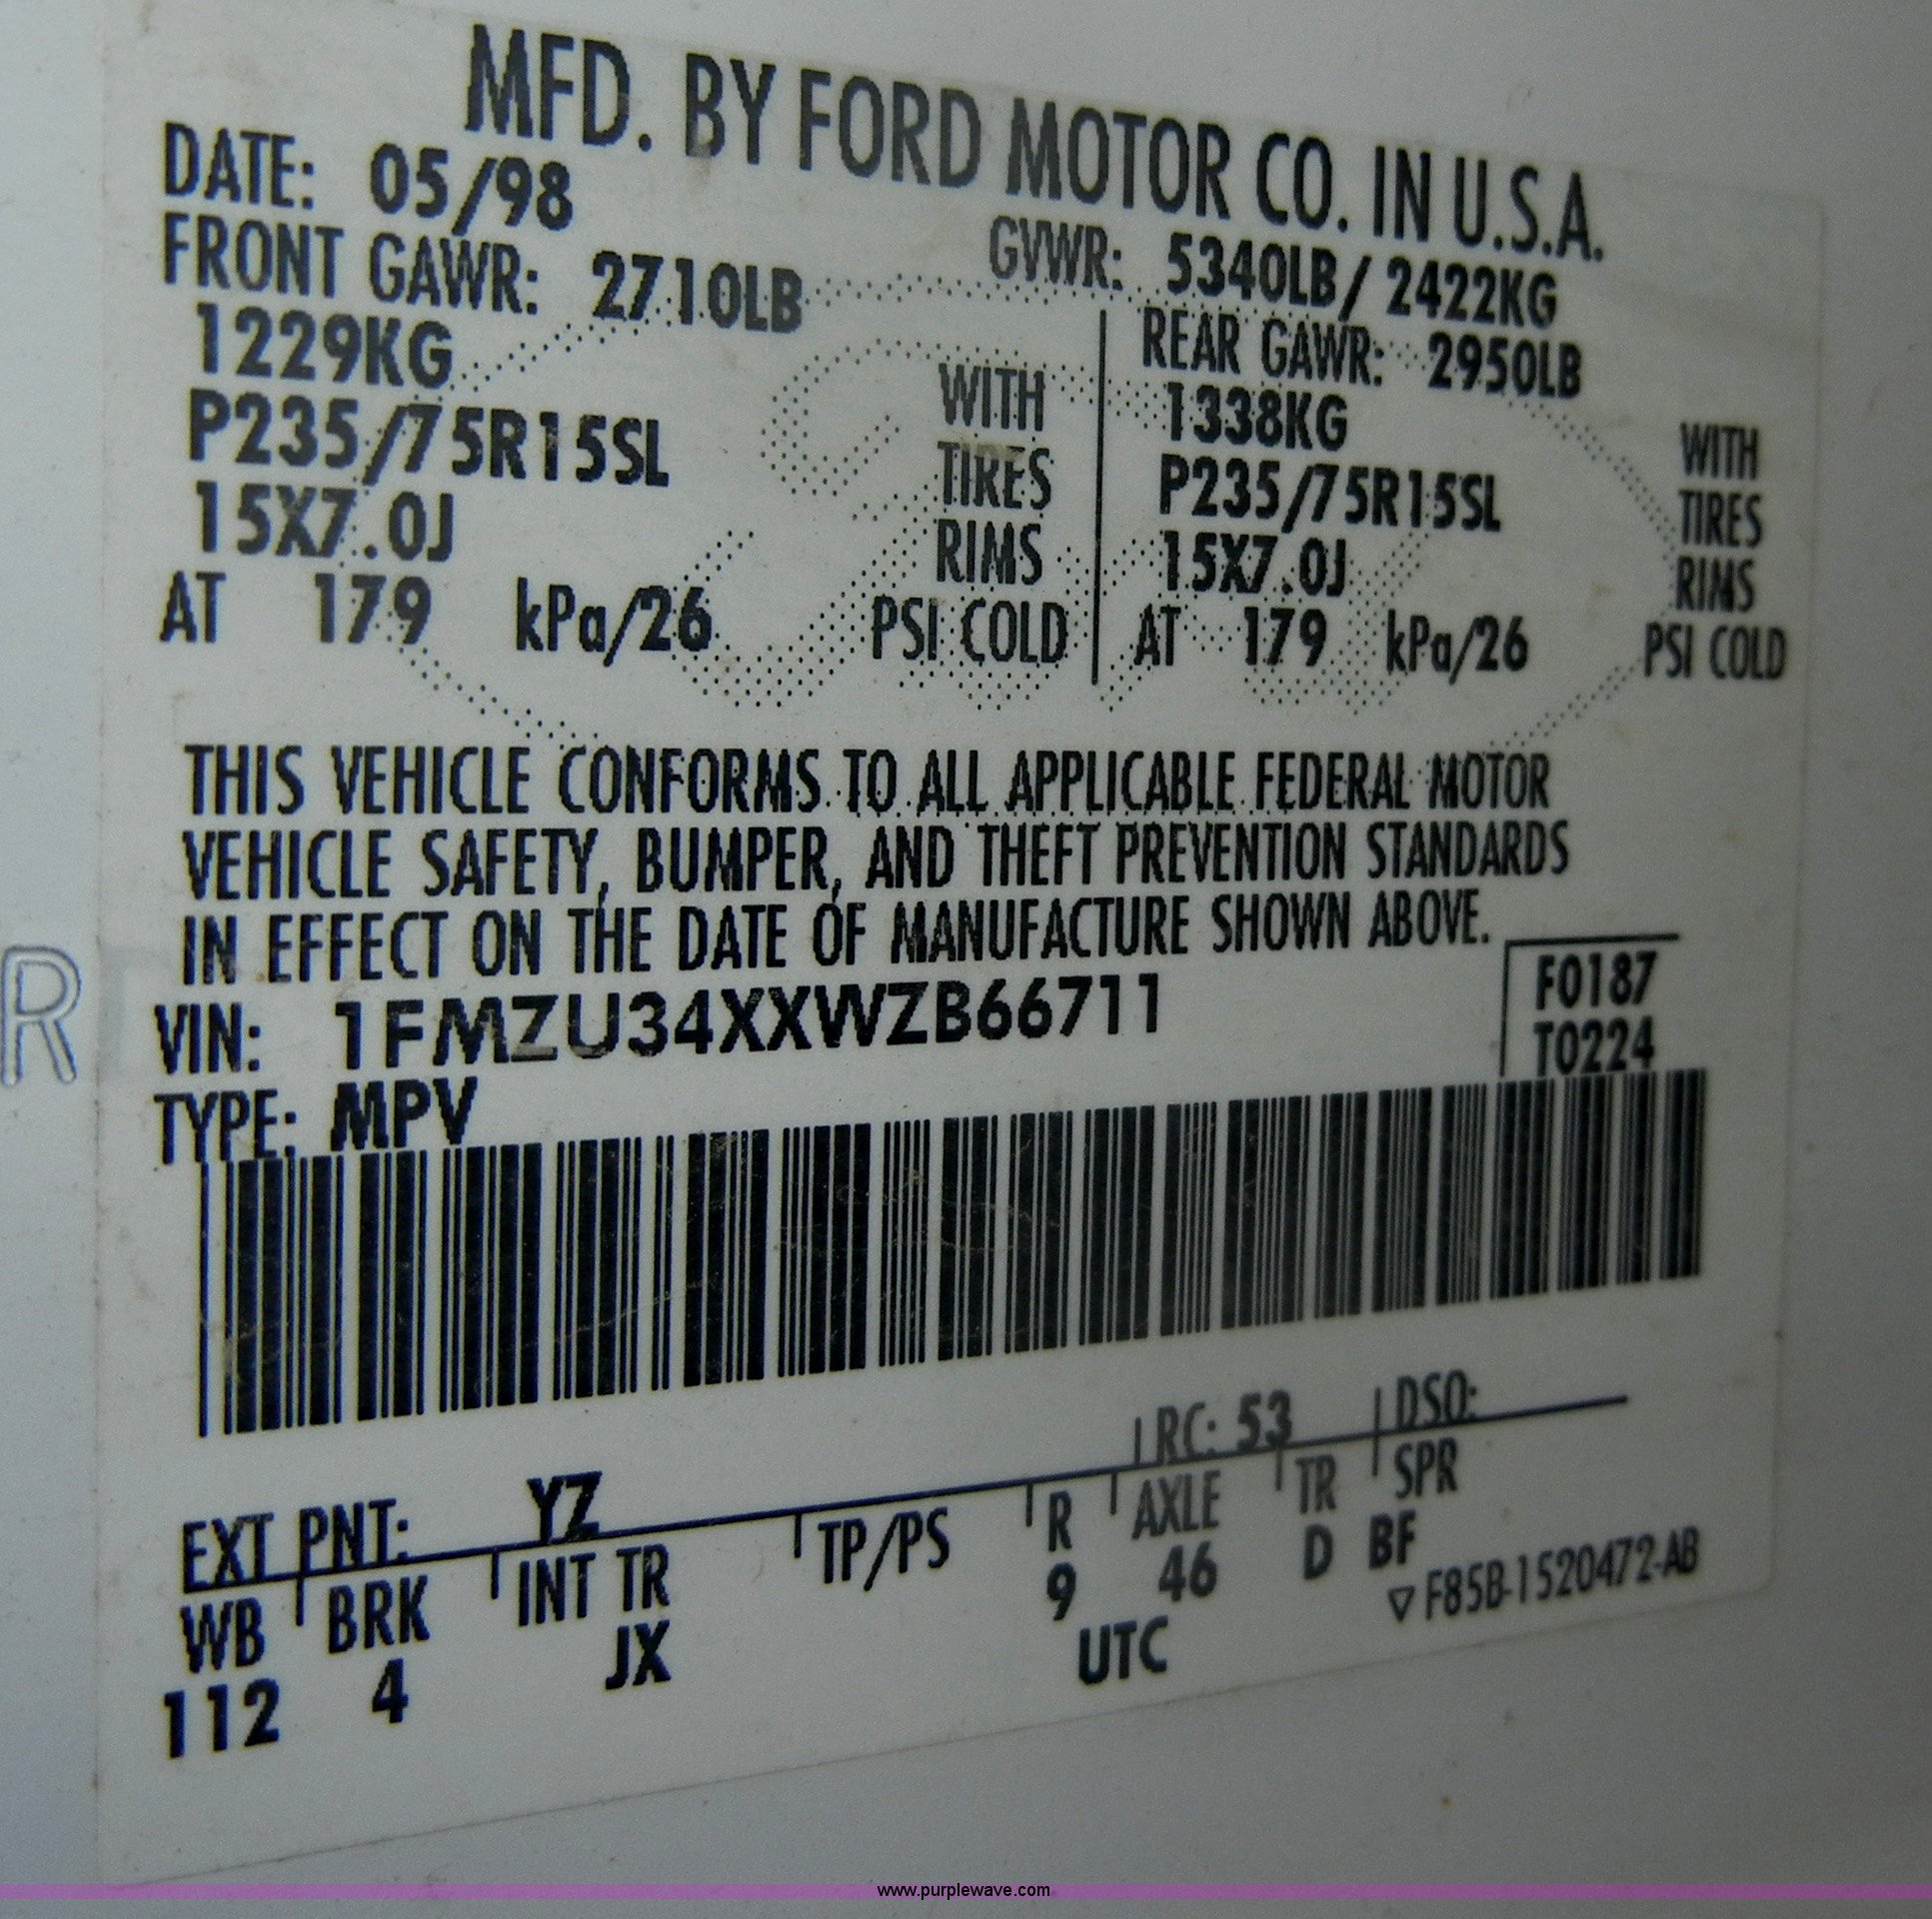 MFD. BY FORD MOTOR CO. IN U.S.A.
DATE: 05/98
GVWR: 5340LB/ 2422KG
FRONT GAWR: 2710LB
1229KG WITH
P235/75R15SL TIRES
15X7.0J RIMS
AT 179 kPa/26 PSI COLD
REAR GAWR: 2950LB
1338KG WITH
P235/75R15SL TIRES
15X7.0J RIMS
AT 179 kPa/26 PSI COLD
THIS VEHICLE CONFORMS TO ALL APPLICABLE FEDERAL MOTOR
VEHICLE SAFETY, BUMPER, AND THEFT PREVENTION STANDARDS
IN EFFECT ON THE DATE OF MANUFACTURE SHOWN ABOVE.
R
VIN: 1FMZU34XXWZB66711
TYPE: MPV
F0187
T0224
EXT PNT: YZ RC: 53 DSO:
WB BRK INT TR TP/PS R AXLE TR SPR
112 4 JX 9 46 D BF
UTC
▽ F85B-1520472-AB
www.purplewave.com